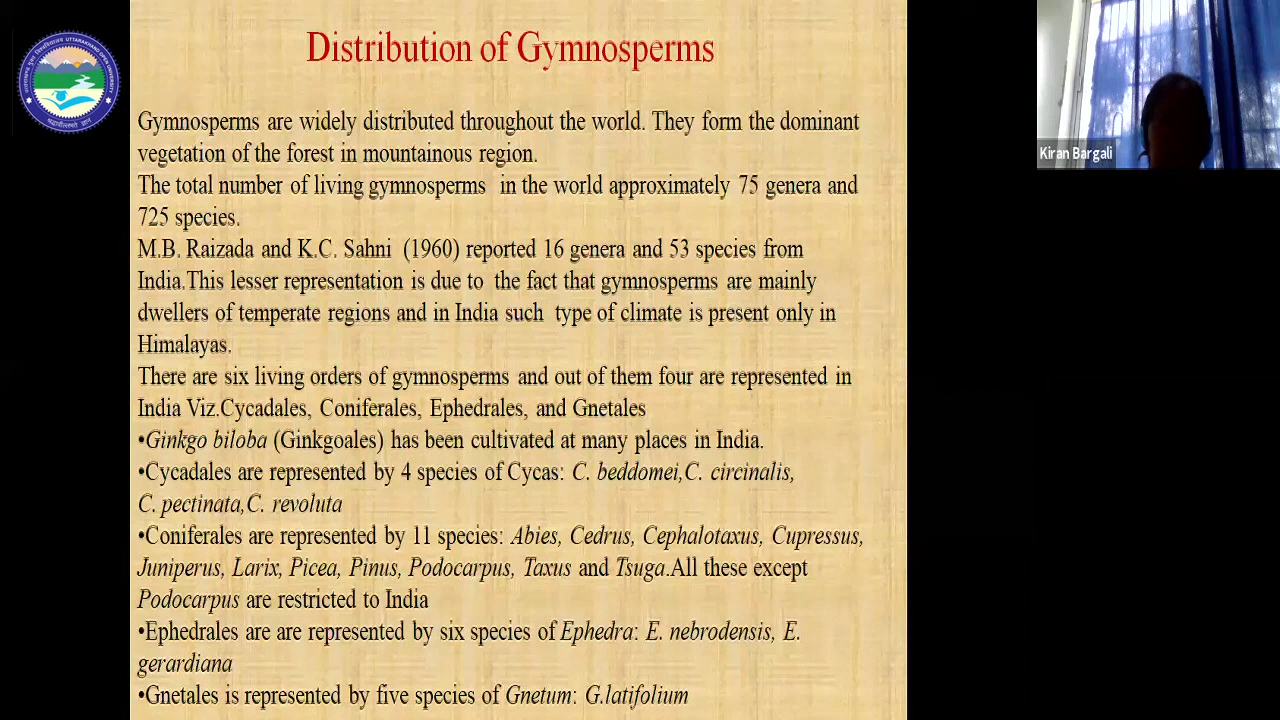 Distribution of Gymnosperms
Gymnosperms are widely distributed throughout the world. They form the dominant
vegetation of the forest in mountainous region.
The total number of living gymnosperms in the world approximately 75 genera and
725 species.
M.B. Raizada and K.C. Sahni (1960) reported 16 genera and 53 species from
India.This lesser representation is due to the fact that gymnosperms are mainly
dwellers of temperate regions and in India such type of climate is present only in
Himalayas.
There are six living orders of gymnosperms and out of them four are represented in
India Viz.Cycadales, Coniferales, Ephedrales, and Gnetales
•Ginkgo biloba (Ginkgoales) has been cultivated at many places in India.
•Cycadales are represented by 4 species of Cycas: C. beddomei,C. circinalis,
C. pectinata,C. revoluta
•Coniferales are represented by 11 species: Abies, Cedrus, Cephalotaxus, Cupressus,
Juniperus, Larix, Picea, Pinus, Podocarpus, Taxus and Tsuga.All these except
Podocarpus are restricted to India
•Ephedrales are are represented by six species of Ephedra: E. nebrodensis, E.
gerardiana
•Gnetales is represented by five species of Gnetum: G.latifolium
Kiran Bargali